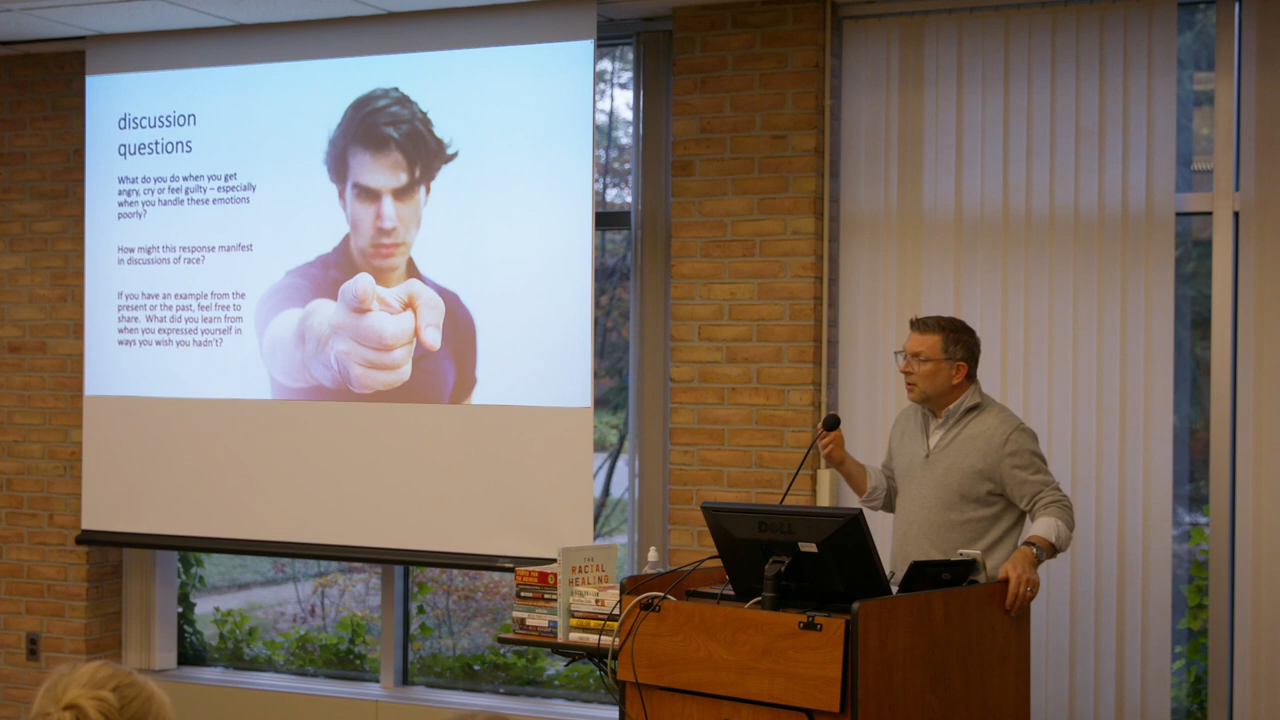 discussion
questions
What do you do when you get
angry, cry or feel guilty – especially
when you handle these emotions
poorly?
How might this response manifest
in discussions of race?
If you have an example from the
present or the past, feel free to
share. What did you learn from
when you expressed yourself in
ways you wish you hadn't?
DELL
THE
RACIAL
HEALING